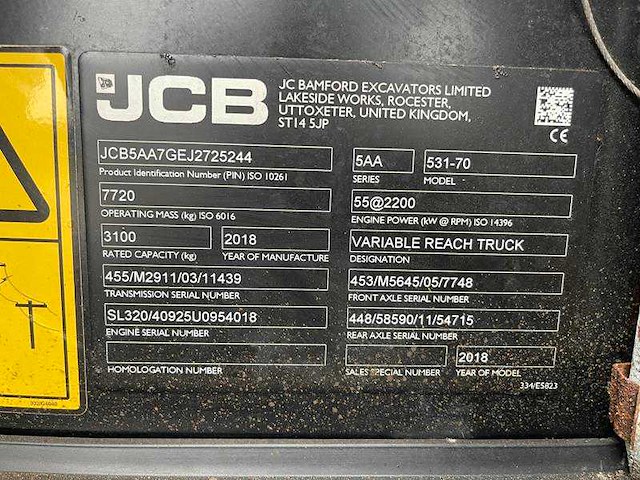 JCB
JC BAMFORD EXCAVATORS LIMITED
LAKESIDE WORKS, ROCESTER,
UTTOXETER, UNITED KINGDOM,
ST14 5JP
CE
JCB5AA7GEJ2725244
Product Identification Number (PIN) ISO 10261
5AA
SERIES
531-70
MODEL
7720
OPERATING MASS (kg) ISO 6016
55@2200
ENGINE POWER (kW @ RPM) ISO 14396
3100
RATED CAPACITY (kg)
2018
YEAR OF MANUFACTURE
VARIABLE REACH TRUCK
DESIGNATION
455/M2911/03/11439
TRANSMISSION SERIAL NUMBER
453/M5645/05/7748
FRONT AXLE SERIAL NUMBER
SL320/40925U0954018
ENGINE SERIAL NUMBER
448/58590/11/54715
REAR AXLE SERIAL NUMBER
HOMOLOGATION NUMBER
SALES SPECIAL NUMBER
2018
YEAR OF MODEL
334/E5823